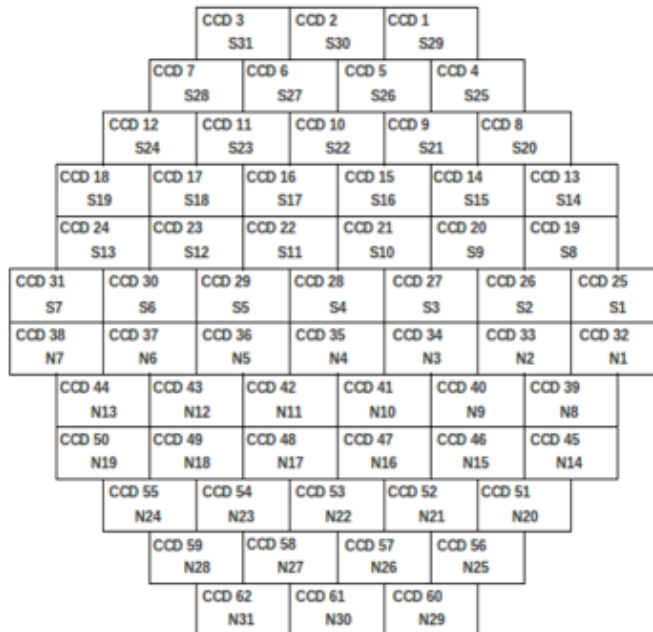 CCD 3 CCD 2 CCD 1
S31 S30 S29
CCD 7 CCD 6 CCD 5 CCD 4
S28 S27 S26 S25
CCD 12 CCD 11 CCD 10 CCD 9 CCD 8
S24 S23 S22 S21 S20
CCD 18 CCD 17 CCD 16 CCD 15 CCD 14 CCD 13
S19 S18 S17 S16 S15 S14
CCD 24 CCD 23 CCD 22 CCD 21 CCD 20 CCD 19
S13 S12 S11 S10 S9 S8
CCD 31 CCD 30 CCD 29 CCD 28 CCD 27 CCD 26 CCD 25
S7 S6 S5 S4 S3 S2 S1
CCD 38 CCD 37 CCD 36 CCD 35 CCD 34 CCD 33 CCD 32
N7 N6 N5 N4 N3 N2 N1
CCD 44 CCD 43 CCD 42 CCD 41 CCD 40 CCD 39
N13 N12 N11 N10 N9 N8
CCD 50 CCD 49 CCD 48 CCD 47 CCD 46 CCD 45
N19 N18 N17 N16 N15 N14
CCD 55 CCD 54 CCD 53 CCD 52 CCD 51
N24 N23 N22 N21 N20
CCD 59 CCD 58 CCD 57 CCD 56
N28 N27 N26 N25
CCD 62 CCD 61 CCD 60
N31 N30 N29